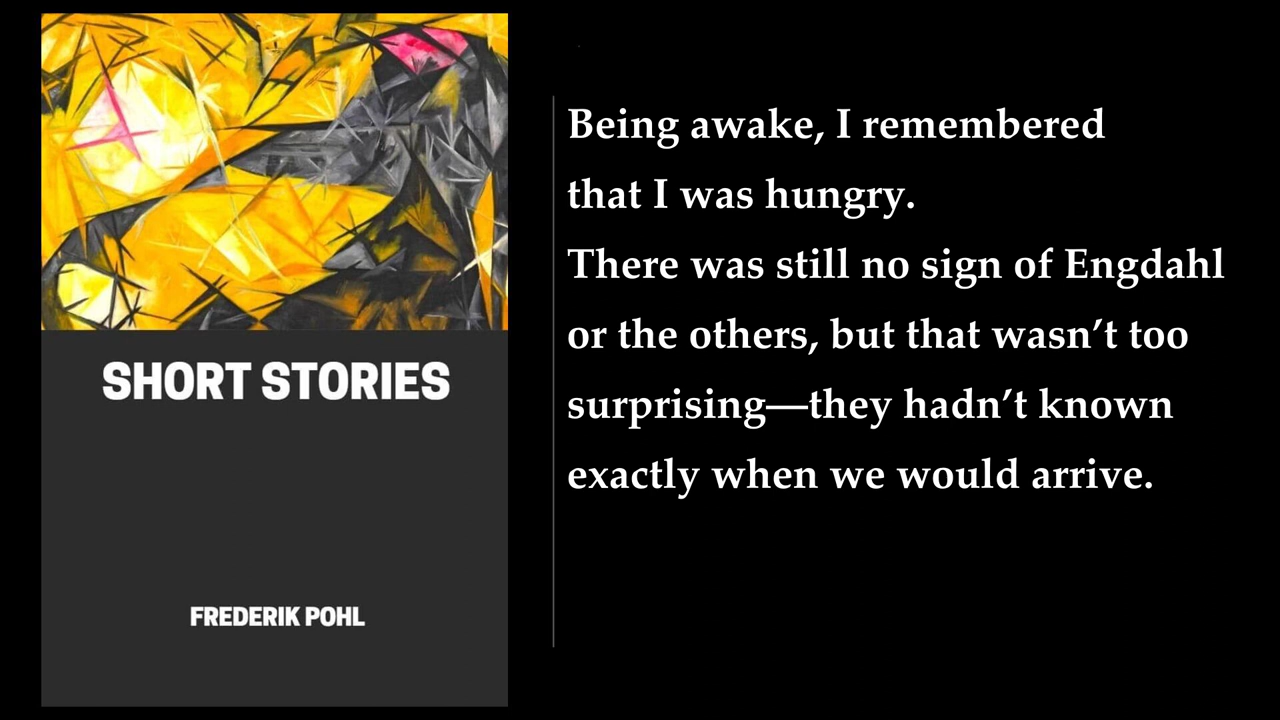 SHORT STORIES
FREDERIK POHL
Being awake, I remembered
that I was hungry.
There was still no sign of Engdahl
or the others, but that wasn’t too
surprising—they hadn’t known
exactly when we would arrive.